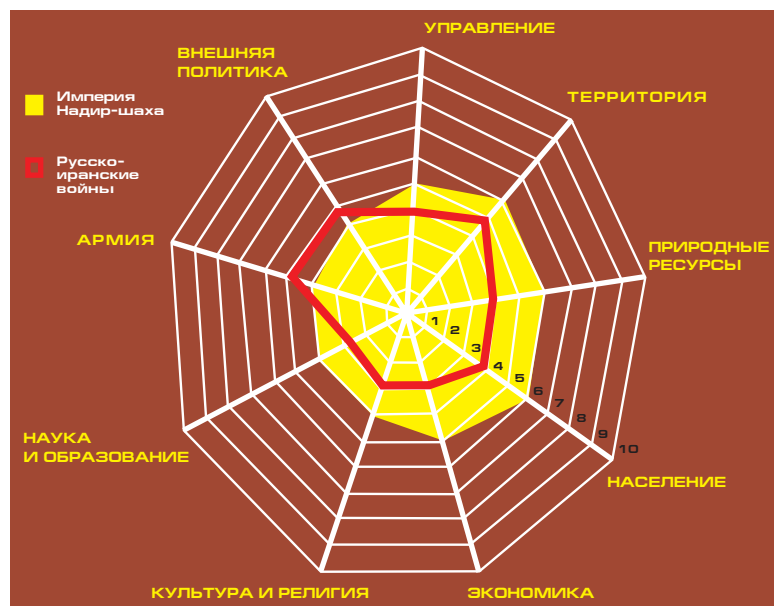 УПРАВЛЕНИЕ
ВНЕШНЯЯ
ПОЛИТИКА
ТЕРРИТОРИЯ
Империя
Надир-шаха
Русско-
иранские
войны
АРМИЯ
ПРИРОДНЫЕ
РЕСУРСЫ
1
2
3
4
5
6
7
8
9
10
НАУКА
И ОБРАЗОВАНИЕ
НАСЕЛЕНИЕ
КУЛЬТУРА И РЕЛИГИЯ
ЭКОНОМИКА